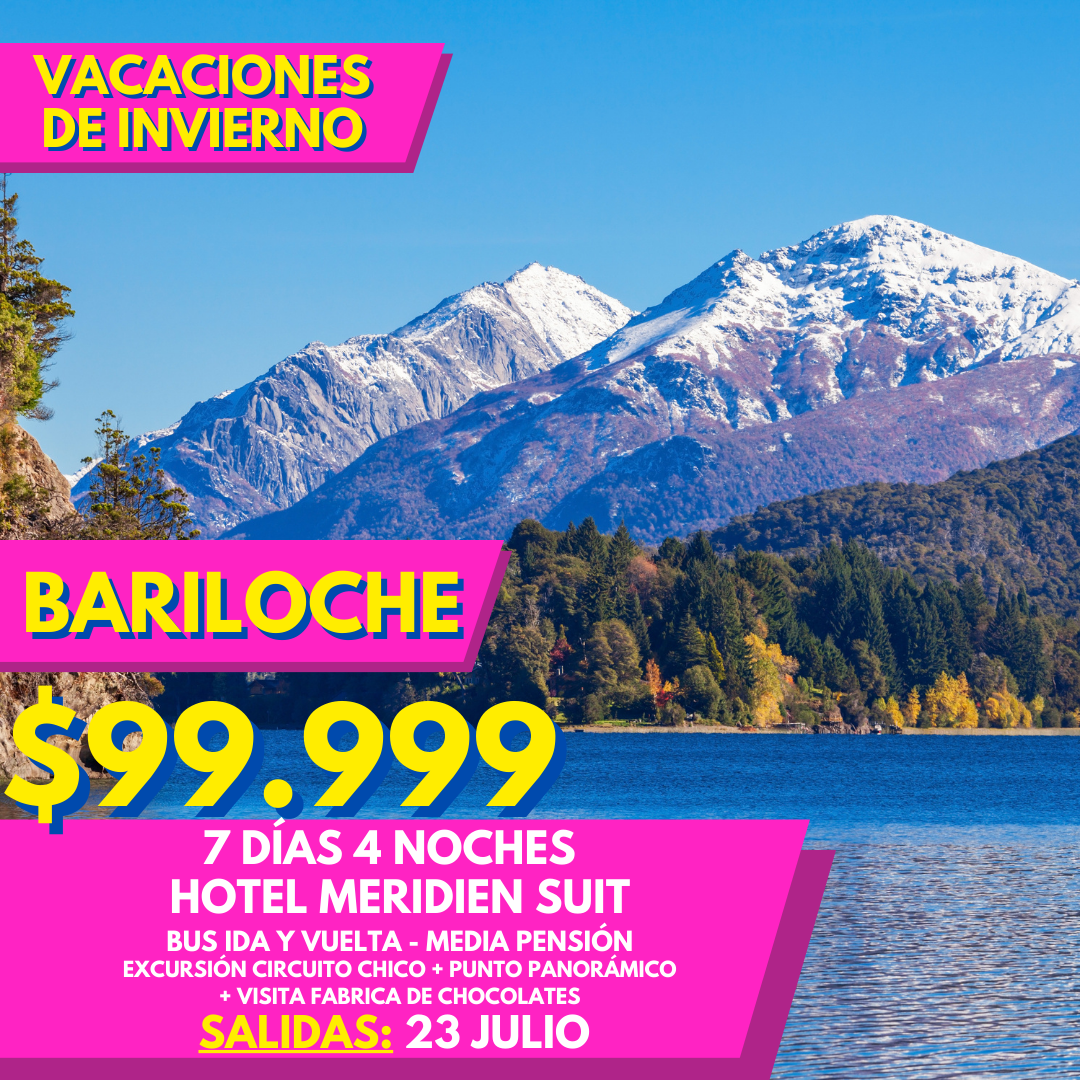 VACACIONES
DE INVIERNO
BARILOCHE
$99.999
7 DÍAS 4 NOCHES
HOTEL MERIDIEN SUIT
BUS IDA Y VUELTA - MEDIA PENSIÓN
EXCURSIÓN CIRCUITO CHICO + PUNTO PANORÁMICO
+ VISITA FABRICA DE CHOCOLATES
SALIDAS: 23 JULIO